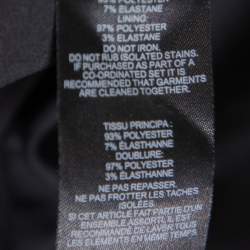 93% POLYESTER
7% ELASTANE
LINING:
97% POLYESTER
3% ELASTANE
DO NOT IRON.
DO NOT RUB ISOLATED STAINS.
IF PURCHASED AS PART OF A
CO-ORDINATED SET IT IS
RECOMMENDED THAT GARMENTS
ARE CLEANED TOGETHER.
TISSU PRINCIPA :
93% POLYESTER
7% ÉLASTHANNE
DOUBLURE:
97% POLYESTER
3% ÉLASTHANNE
NE PAS REPASSER.
NE PAS FROTTER LES TACHES
ISOLÉES.
SI CET ARTICLE FAIT PARTIE D'UN
ENSEMBLE ASSORTI, IL EST
RECOMMANDÉ DE LAVER TOUS
LES ÉLÉMENTS EN MÊME TEMPS.